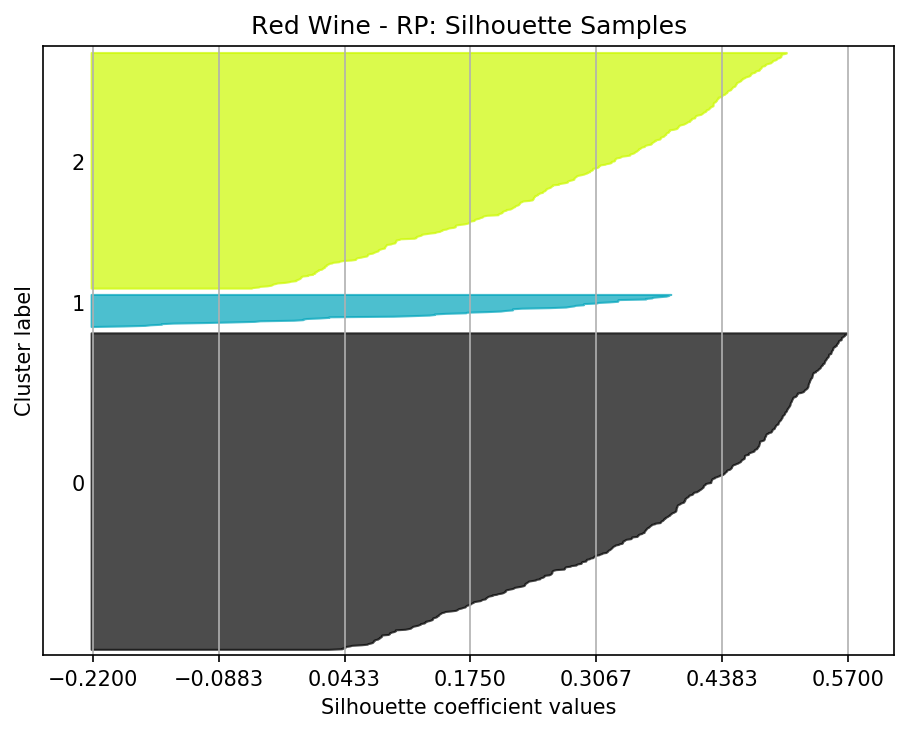 Red Wine - RP: Silhouette Samples
2
1
0
Cluster label
−0.2200 −0.0883 0.0433 0.1750 0.3067 0.4383 0.5700
Silhouette coefficient values